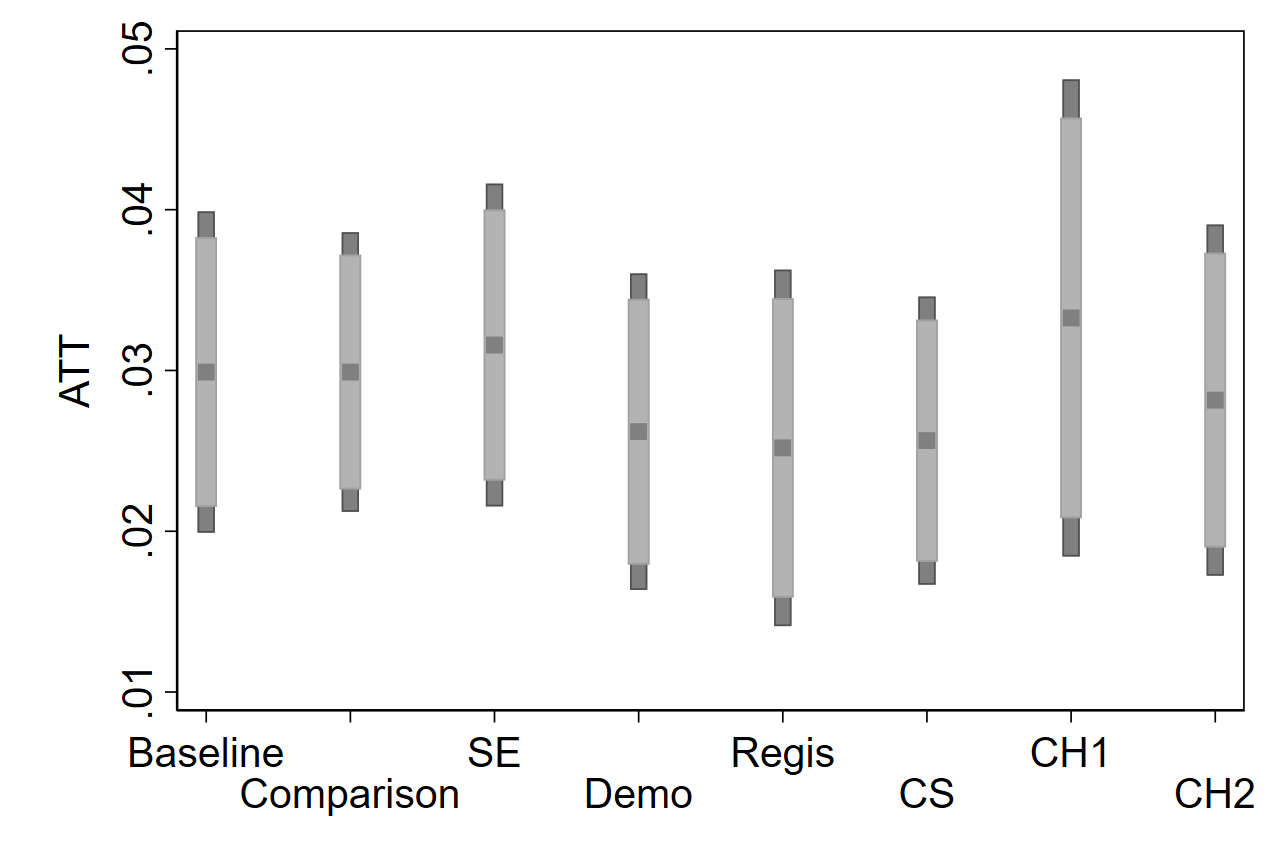 ATT
.05
.04
.03
.02
.01
Baseline
SE
Regis
CH1
Comparison
Demo
CS
CH2